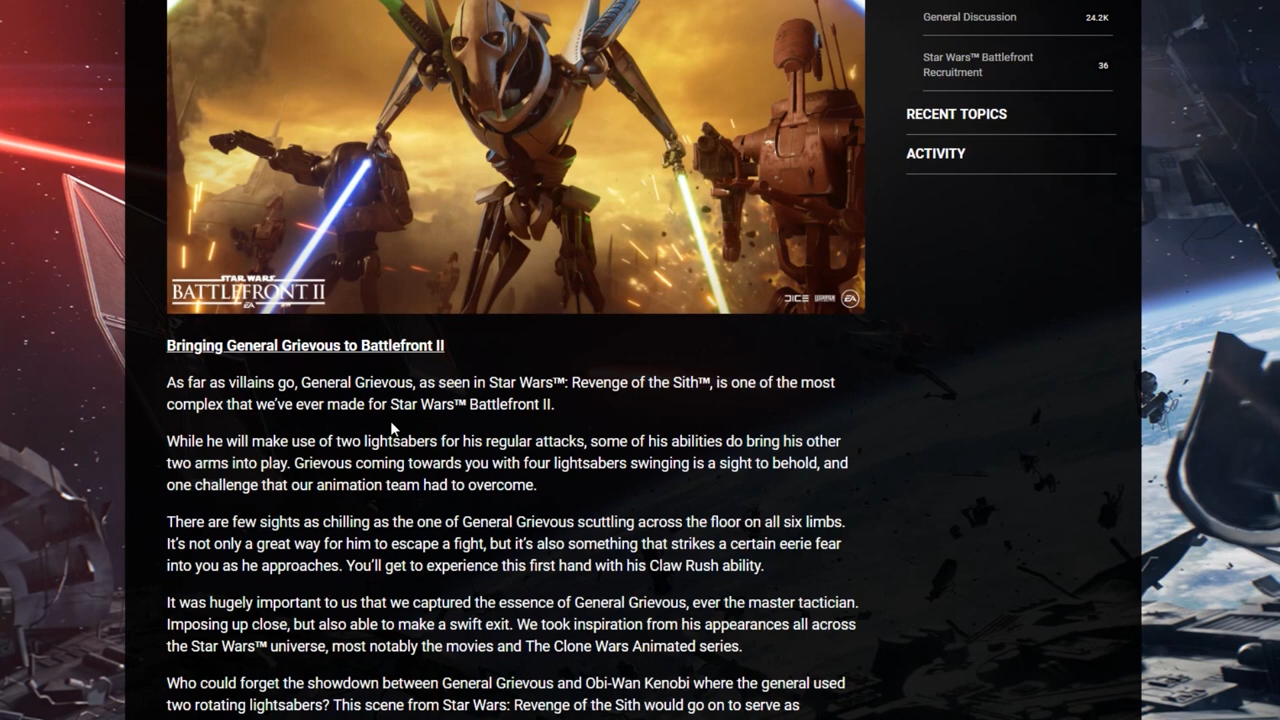 General Discussion 24.2K
Star Wars™ Battlefront
Recruitment 36
RECENT TOPICS
ACTIVITY
STAR WARS
BATTLEFRONT II
EA
DICE EA
Bringing General Grievous to Battlefront II
As far as villains go, General Grievous, as seen in Star Wars™: Revenge of the Sith™, is one of the most
complex that we’ve ever made for Star Wars™ Battlefront II.
While he will make use of two lightsabers for his regular attacks, some of his abilities do bring his other
two arms into play. Grievous coming towards you with four lightsabers swinging is a sight to behold, and
one challenge that our animation team had to overcome.
There are few sights as chilling as the one of General Grievous scuttling across the floor on all six limbs.
It’s not only a great way for him to escape a fight, but it’s also something that strikes a certain eerie fear
into you as he approaches. You’ll get to experience this first hand with his Claw Rush ability.
It was hugely important to us that we captured the essence of General Grievous, ever the master tactician.
Imposing up close, but also able to make a swift exit. We took inspiration from his appearances all across
the Star Wars™ universe, most notably the movies and The Clone Wars Animated series.
Who could forget the showdown between General Grievous and Obi-Wan Kenobi where the general used
two rotating lightsabers? This scene from Star Wars: Revenge of the Sith would go on to serve as